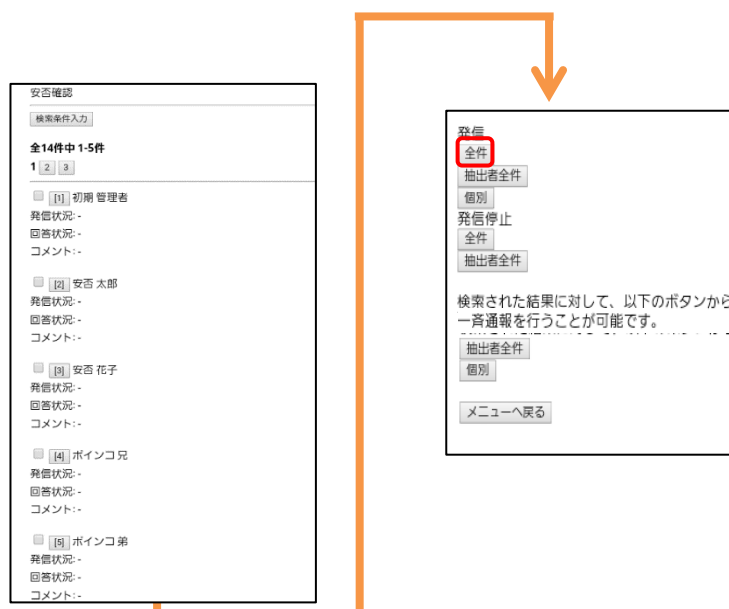 安否確認
検索条件入力
全14件中 1-5件
1 2 3
[1] 初期 管理者
発信状況: -
回答状況: -
コメント: -
[2] 安否 太郎
発信状況: -
回答状況: -
コメント: -
[3] 安否 花子
発信状況: -
回答状況: -
コメント: -
[4] ポインコ 兄
発信状況: -
回答状況: -
コメント: -
[5] ポインコ 弟
発信状況: -
回答状況: -
コメント: -
発信
全件
抽出者全件
個別
発信停止
全件
抽出者全件
検索された結果に対して、以下のボタンから
一斉通報を行うことが可能です。
抽出者全件
個別
メニューへ戻る